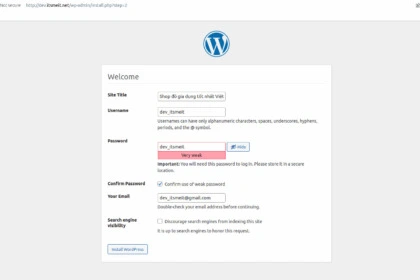 Not secure
http://dev.itsmeit.net/wp-admin/install.php?step=2
Welcome
Site Title
Shop đồ gia dụng tốt nhất Việt
Username
dev_itsmeit
Usernames can have only alphanumeric characters, spaces, underscores, hyphens,
periods, and the @ symbol.
Password
dev_itsmeit
Hide
Very weak
Important: You will need this password to log in. Please store it in a secure
location.
Confirm Password
Confirm use of weak password
Your Email
dev_itsmeit@gmail.com
Double-check your email address before continuing.
Search engine
visibility
Discourage search engines from indexing this site
It is up to search engines to honor this request.
Install WordPress